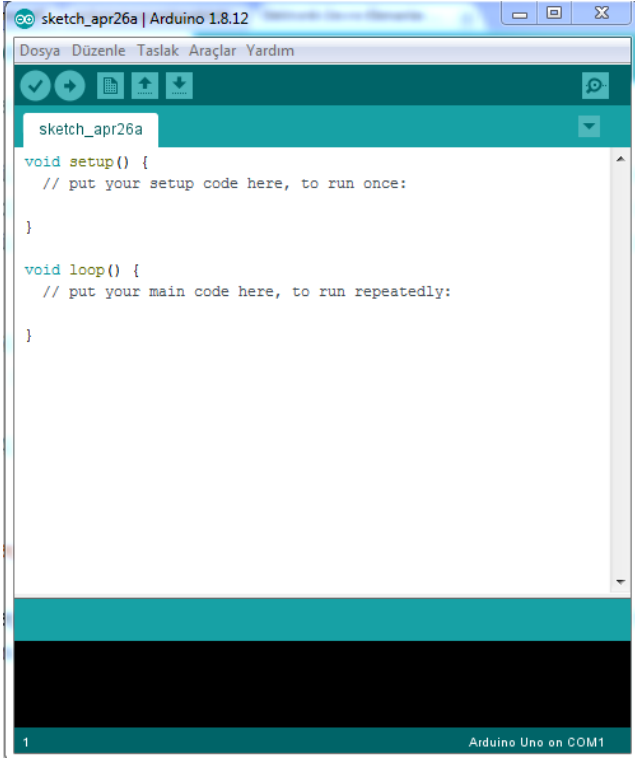 sketch_apr26a | Arduino 1.8.12
Dosya Düzenle Taslak Araçlar Yardım
sketch_apr26a
void setup() {
  // put your setup code here, to run once:
}
void loop() {
  // put your main code here, to run repeatedly:
}
1
Arduino Uno on COM1